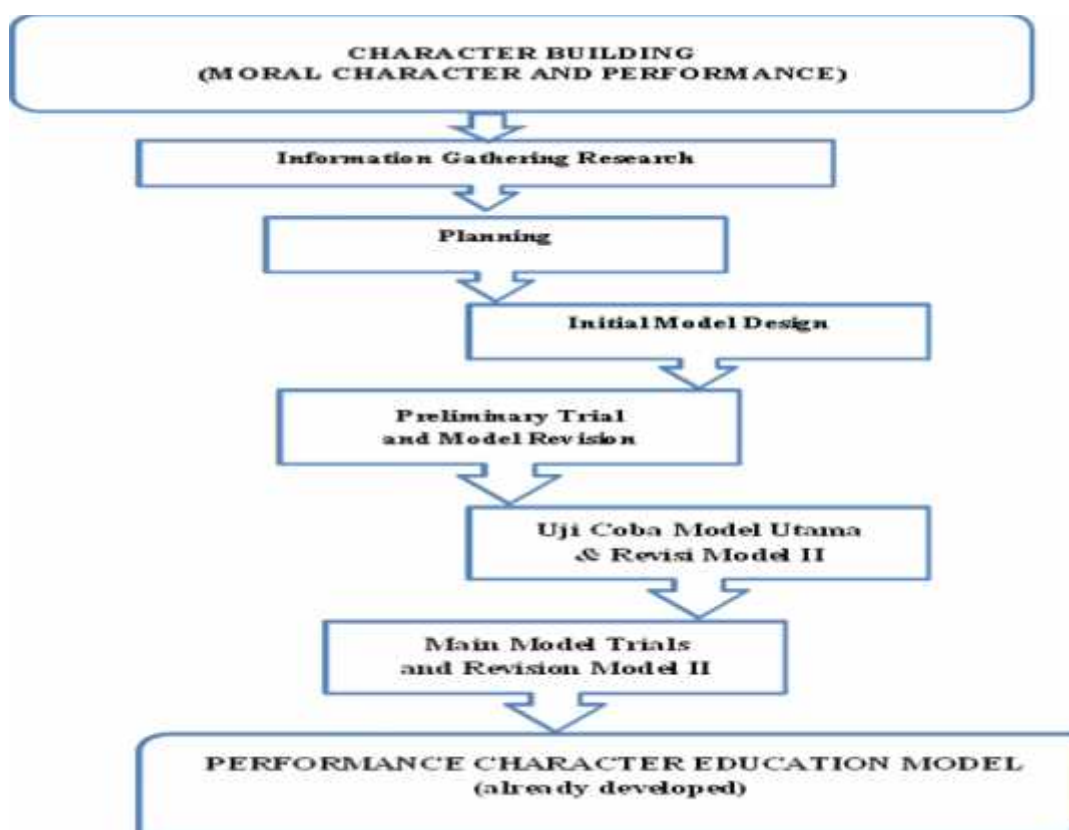 CHARACTER BUILDING
(MORAL CHARACTER AND PERFORMANCE)
Information Gathering Research
Planning
Initial Model Design
Preliminary Trial
and Model Revision
Uji Coba Model Utama
& Revisi Model II
Main Model Trials
and Revision Model II
PERFORMANCE CHARACTER EDUCATION MODEL
(already developed)